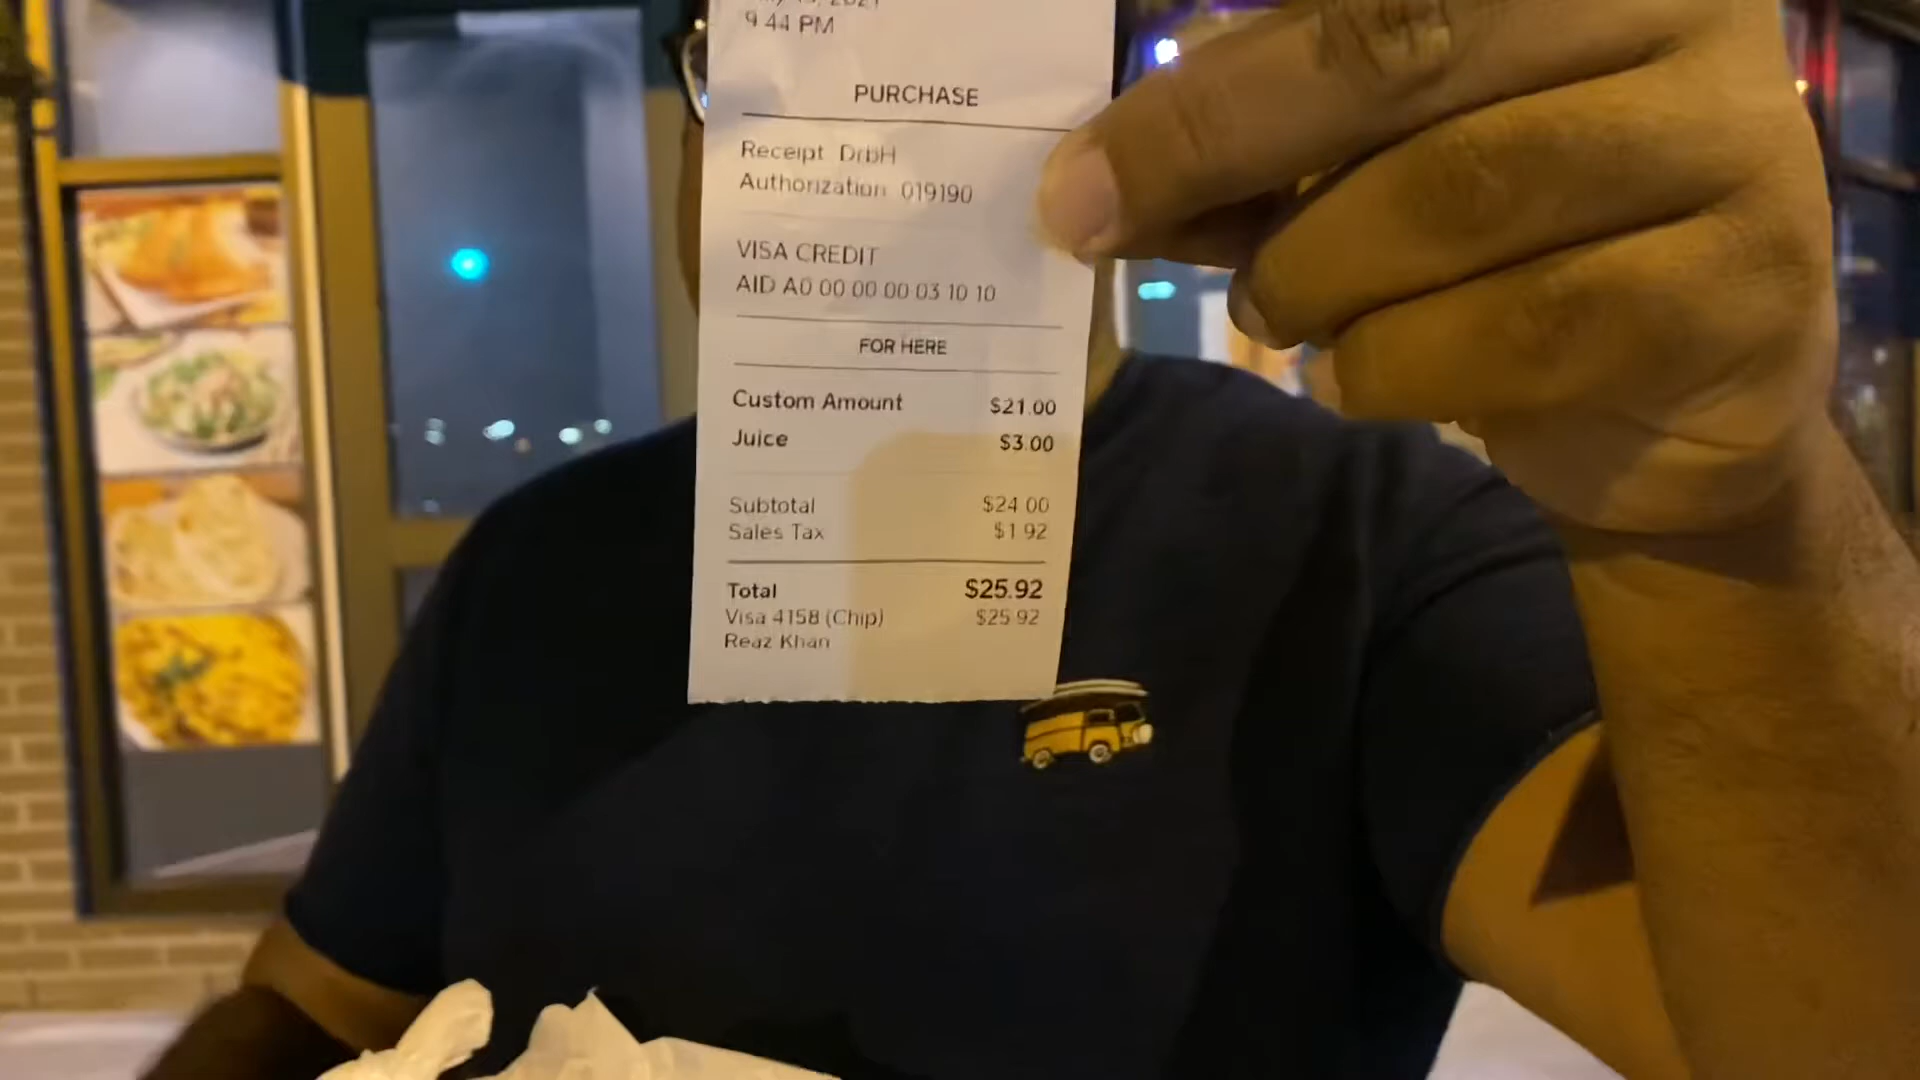 2021
9 44 PM
PURCHASE
Receipt DrbH
Authorization 019190
VISA CREDIT
AID A0 00 00 00 03 10 10
FOR HERE
Custom Amount $21.00
Juice $3.00
Subtotal $24 00
Sales Tax $1 92
Total $25.92
Visa 4158 (Chip) $25 92
Reaz Khan